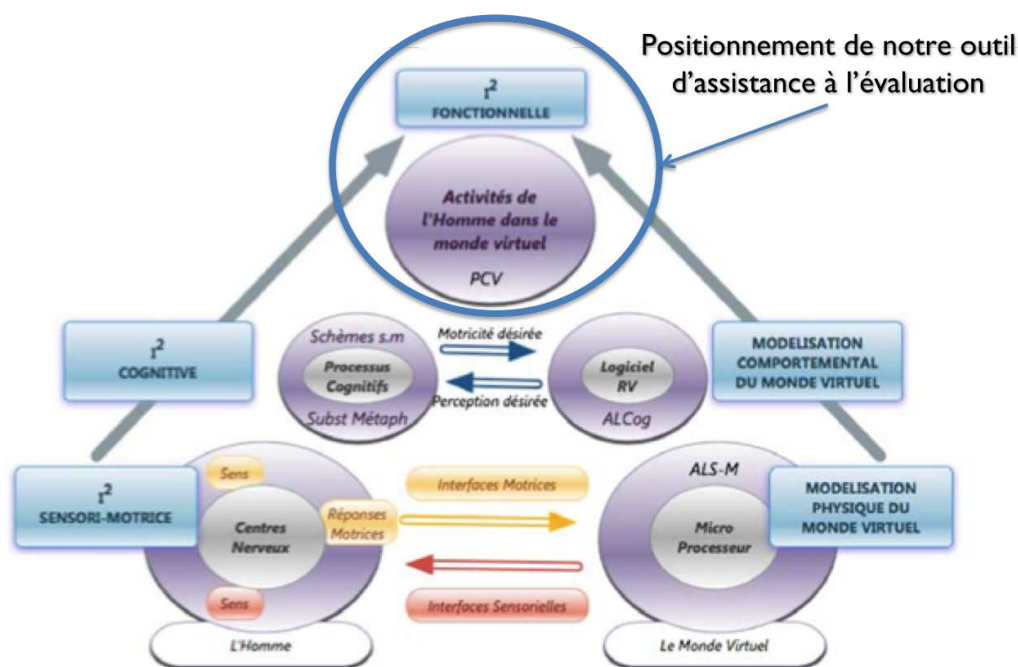 Positionnement de notre outil
d'assistance à l'évaluation
I²
FONCTIONNELLE
Activités de
l'Homme dans le
monde virtuel
PCV
Schèmes s.m
Processus
Cognitifs
Subst Métaph
Motricité désirée
Perception désirée
Logiciel
RV
ALCog
I²
COGNITIVE
MODELISATION
COMPORTEMENTAL
DU MONDE VIRTUEL
I²
SENSORI-MOTRICE
Sens
Centres
Nerveux
Réponses
Motrices
Sens
Interfaces Motrices
Interfaces Sensorielles
ALS-M
Micro
Processeur
MODELISATION
PHYSIQUE DU
MONDE VIRTUEL
L'Homme
Le Monde Virtuel